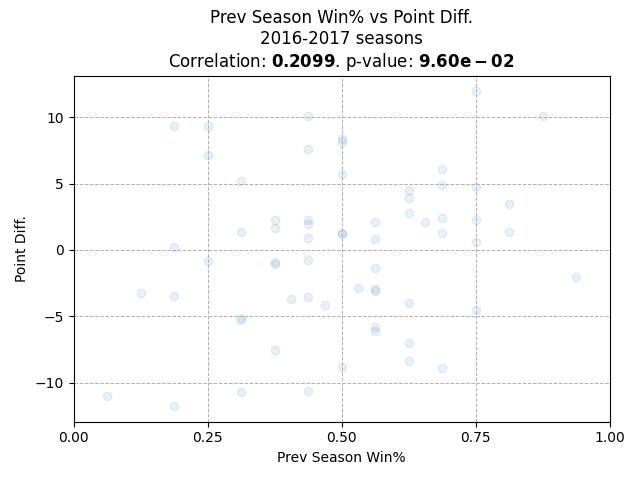 Prev Season Win% vs Point Diff.
2016-2017 seasons
Correlation: 0.2099. p-value: 9.60e − 02
10
5
0
−5
−10
Point Diff.
0.00 0.25 0.50 0.75 1.00
Prev Season Win%